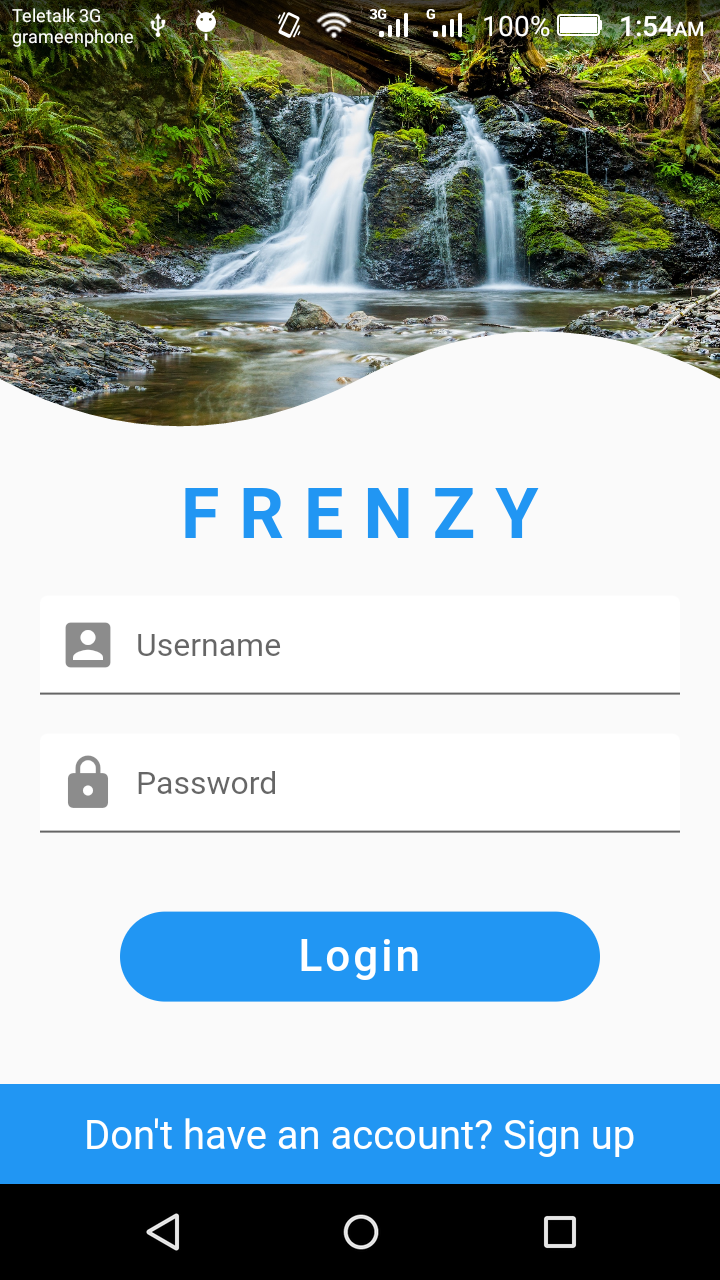 Teletalk 3G
grameenphone
3G G 100% 1:54AM
FRENZY
Username
Password
Login
Don't have an account? Sign up